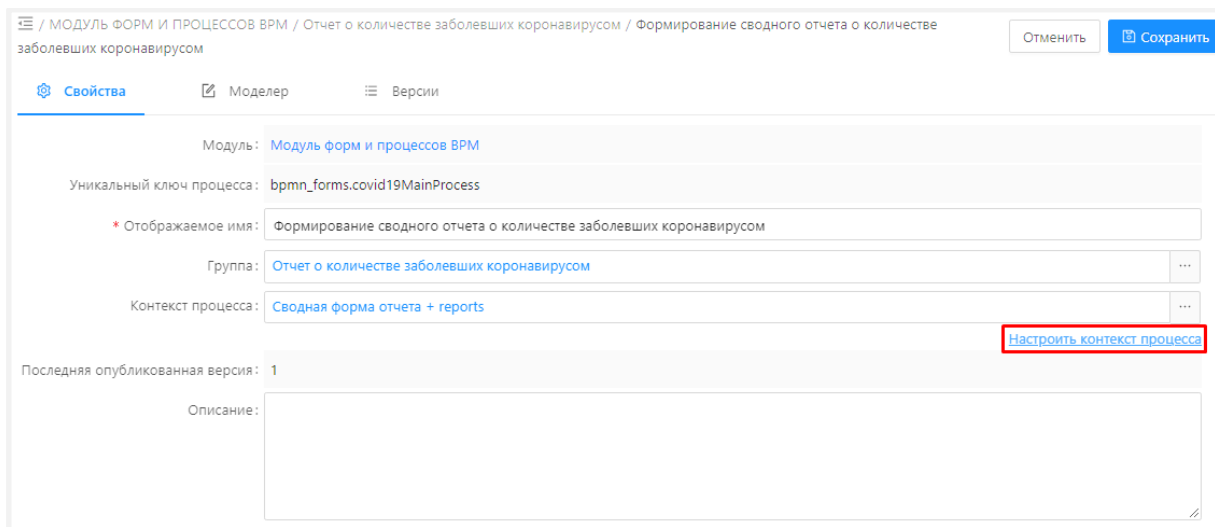 / МОДУЛЬ ФОРМ И ПРОЦЕССОВ BPM / Отчет о количестве заболевших коронавирусом / Формирование сводного отчета о количестве
заболевших коронавирусом
Отменить
Сохранить
Свойства
Моделер
Версии
Модуль: Модуль форм и процессов BPM
Уникальный ключ процесса: bpmn_forms.covid19MainProcess
* Отображаемое имя: Формирование сводного отчета о количестве заболевших коронавирусом
Группа: Отчет о количестве заболевших коронавирусом ...
Контекст процесса: Сводная форма отчета + reports ...
Настроить контекст процесса
Последняя опубликованная версия: 1
Описание: